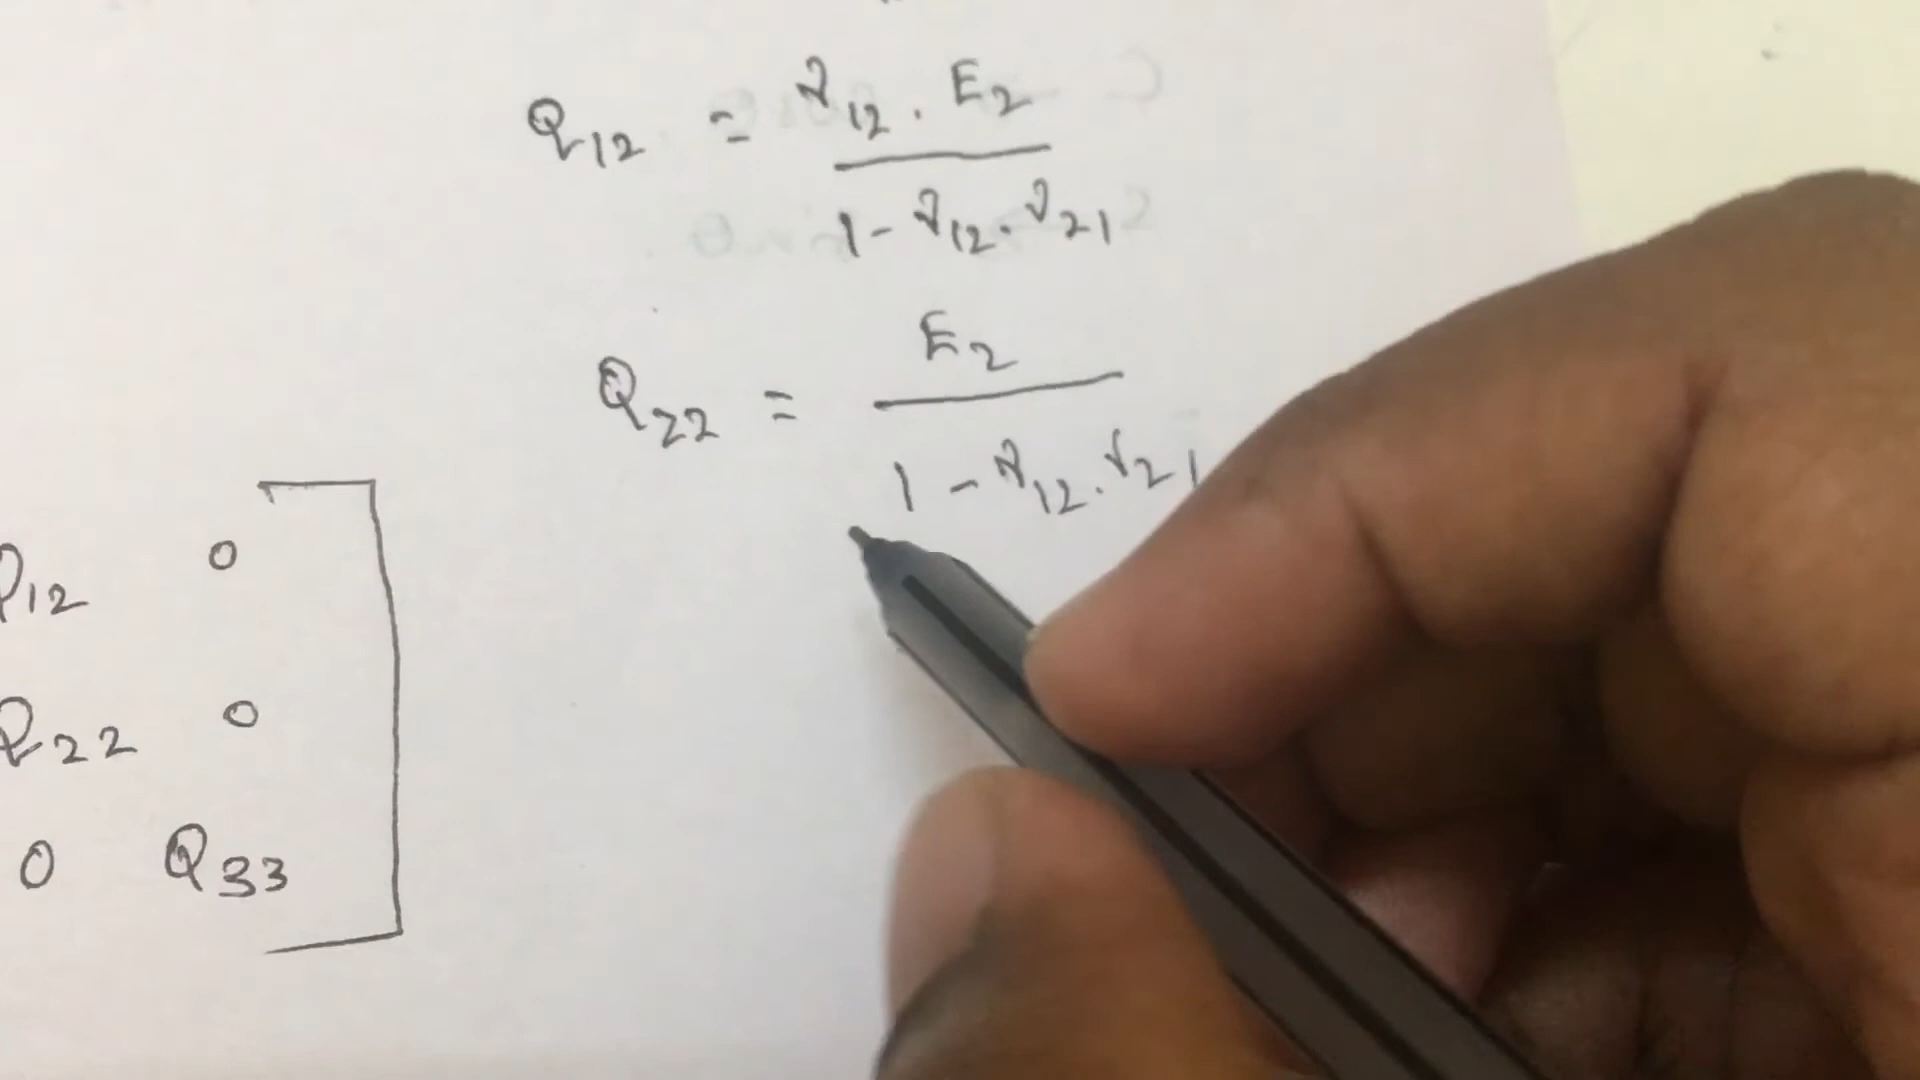 Q12 = ν12 . E2
1 - ν12 . ν21
Q22 = E2
1 - ν12 . ν21
Q12 0
Q22 0
0 Q33